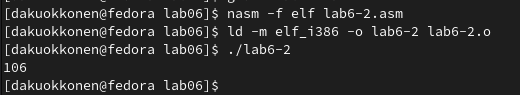 [dakuokkonen@fedora lab06]$ nasm -f elf lab6-2.asm
[dakuokkonen@fedora lab06]$ ld -m elf_i386 -o lab6-2 lab6-2.o
[dakuokkonen@fedora lab06]$ ./lab6-2
106
[dakuokkonen@fedora lab06]$